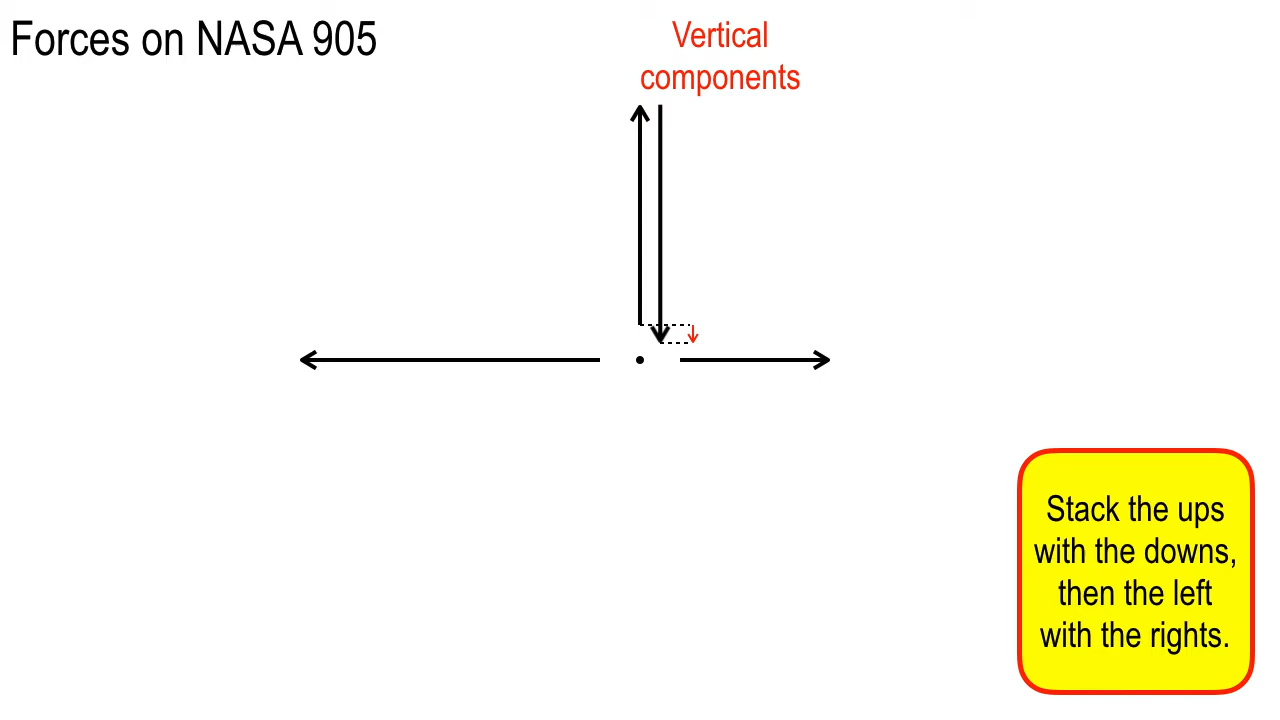 Forces on NASA 905
Vertical
components
Stack the ups
with the downs,
then the left
with the rights.